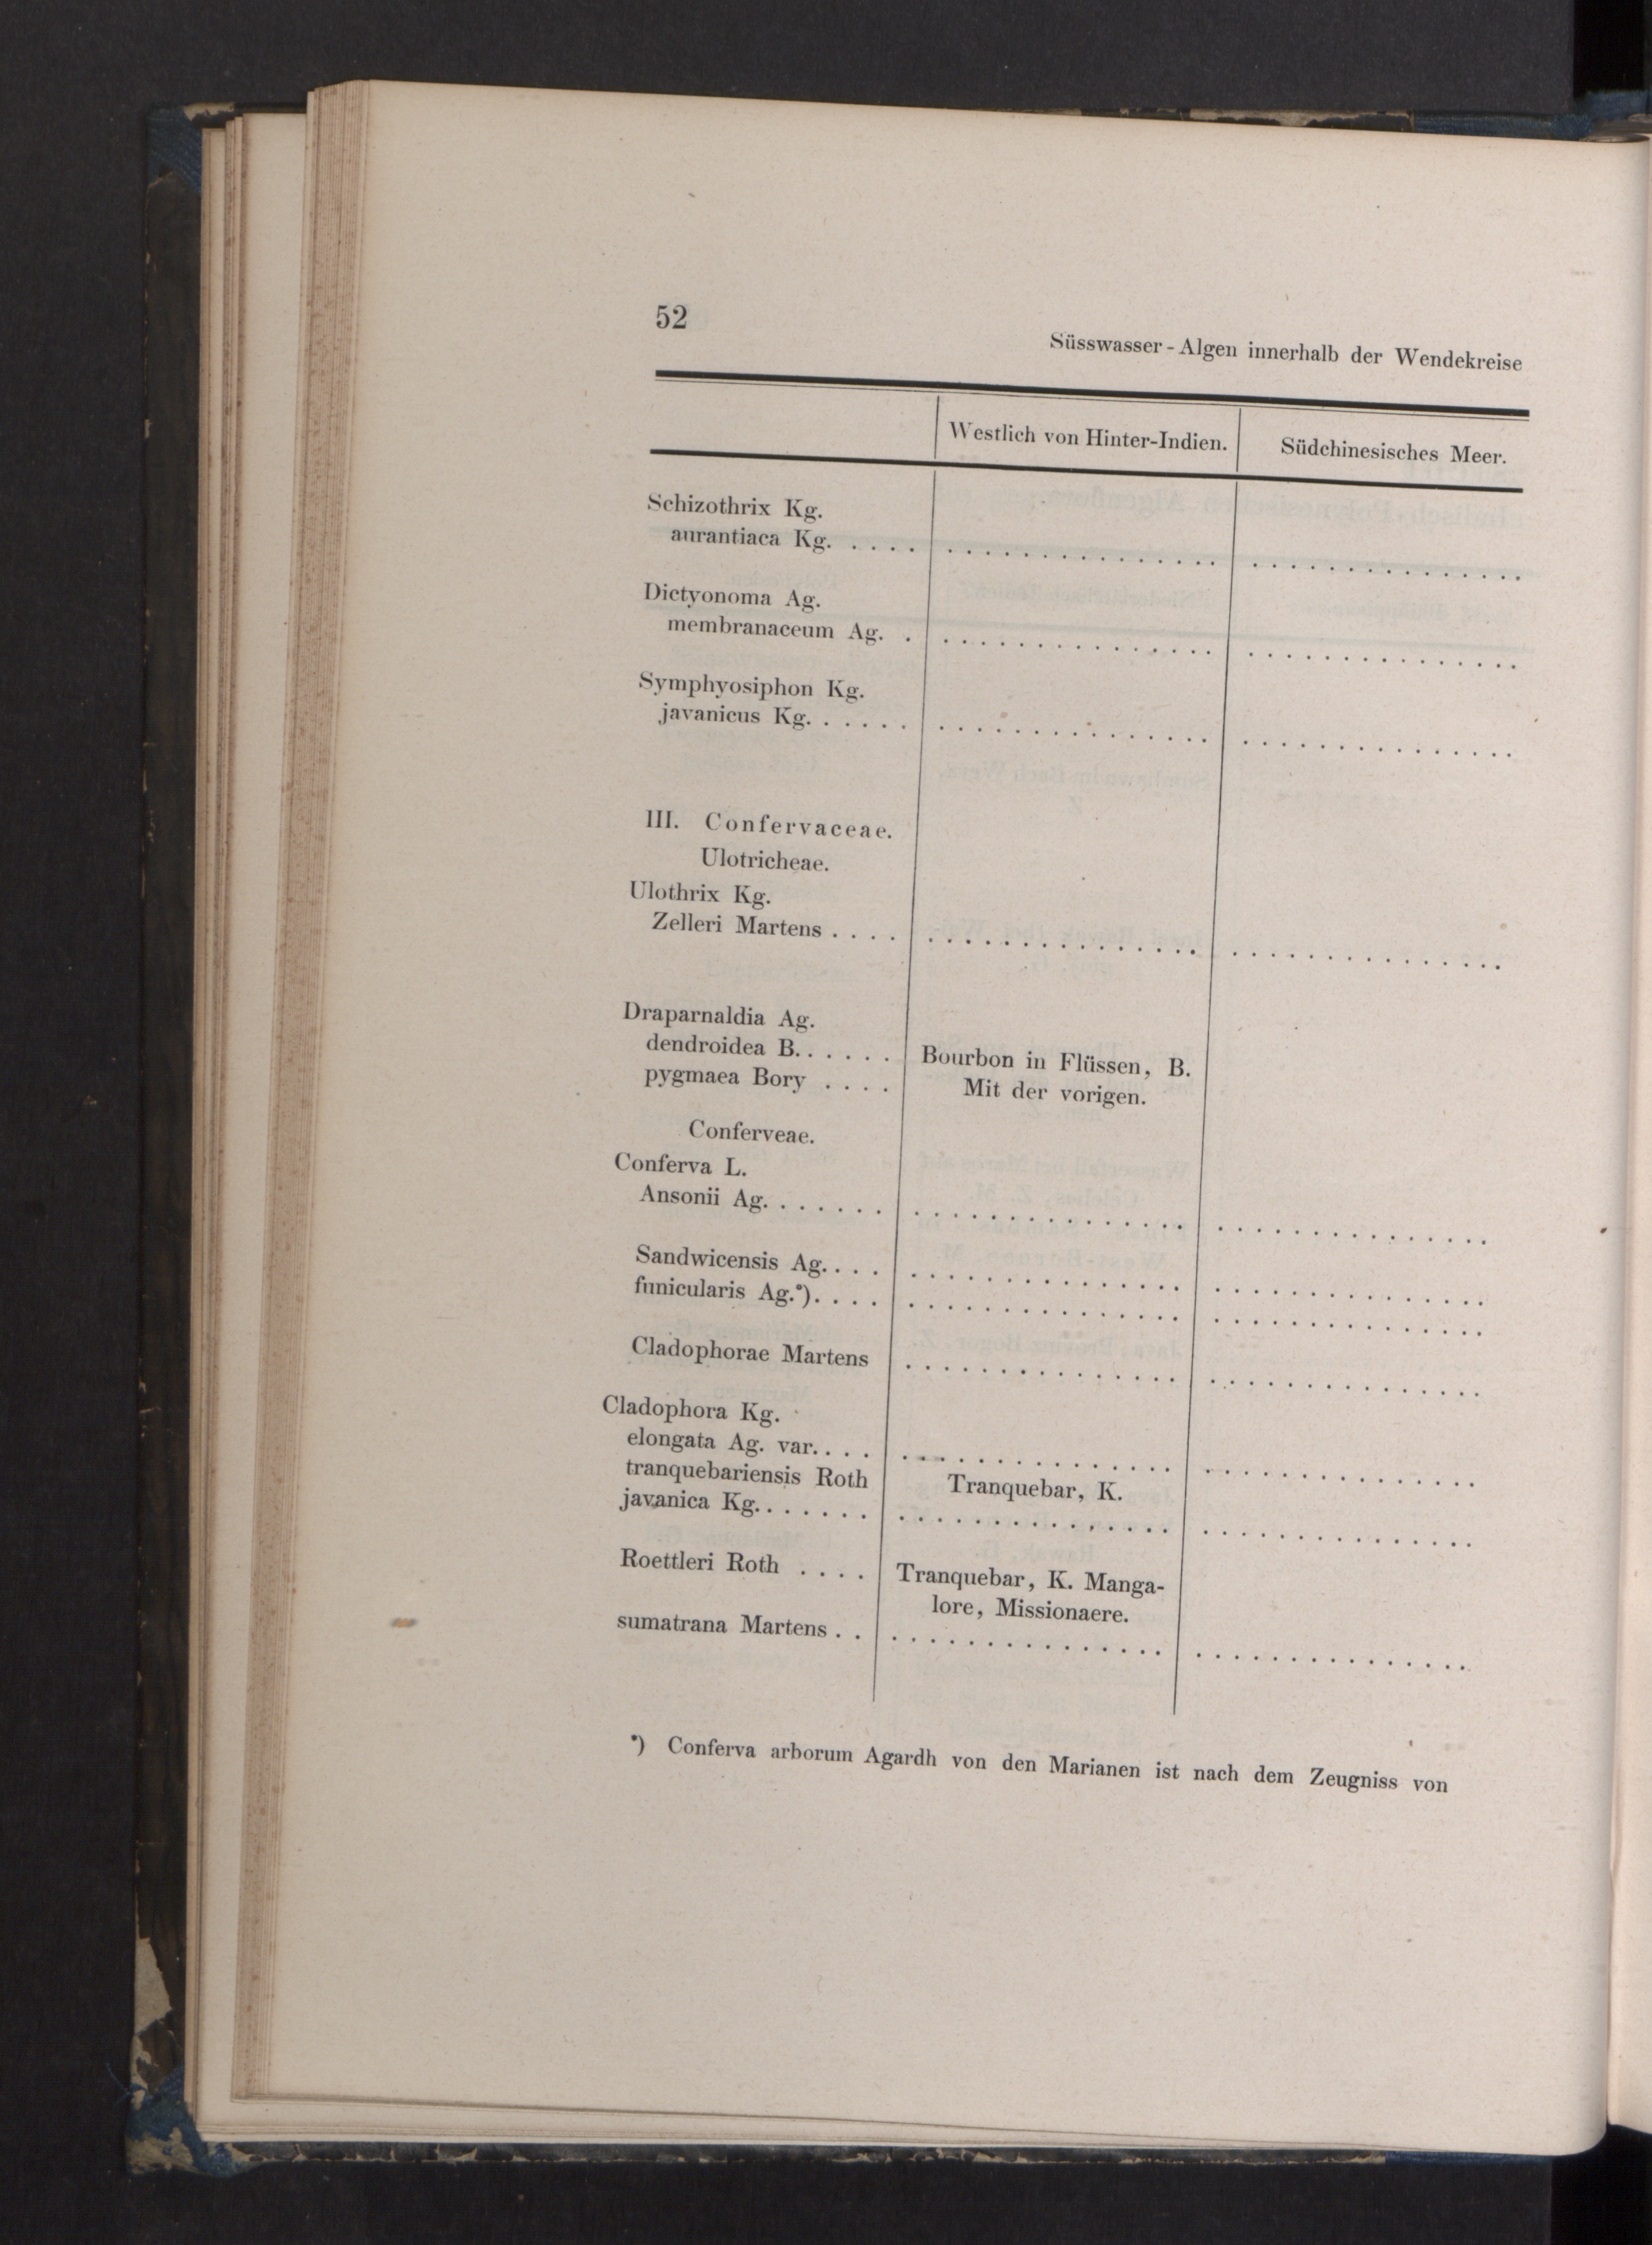 52
Süsswasser-Algen innerhalb der Wendekreise
Westlich von Hinter-Indien. Südchinesisches Meer.
Schizothrix Kg.
aurantiaca Kg. . . . . . . . . . . . . . . . . . . . . . . . . . . . . . . . . . .
Dictyonoma Ag.
membranaceum Ag. . . . . . . . . . . . . . . . . . . . . . . . . . . . . . . .
Symphyosiphon Kg.
javanicus Kg. . . . . . . . . . . . . . . . . . . . . . . . . . . . . . . . . . . .
III. Confervaceae.
Ulotricheae.
Ulothrix Kg.
Zelleri Martens . . . . . . . . . . . . . . . . . . . . . . . . . . . . . . . . . .
Draparnaldia Ag.
dendroidea B. . . . . . Bourbon in Flüssen, B.
pygmaea Bory . . . . Mit der vorigen.
Conferveae.
Conferva L.
Ansonii Ag. . . . . . . . . . . . . . . . . . . . . . . . . . . . . . . . . . . . .
Sandwicensis Ag. . . . . . . . . . . . . . . . . . . . . . . . . . . . . . . . . .
funicularis Ag.*). . . . . . . . . . . . . . . . . . . . . . . . . . . . . . . . . .
Cladophorae Martens . . . . . . . . . . . . . . . . . . . . . . . . . . . . . .
Cladophora Kg.
elongata Ag. var. . . . . . . . . . . . . . . . . . . . . . . . . . . . . . . . . .
tranquebariensis Roth Tranquebar, K.
javanica Kg. . . . . . . . . . . . . . . . . . . . . . . . . . . . . . . . . . . . .
Roettleri Roth . . . . Tranquebar, K. Manga-
lore, Missionaere.
sumatrana Martens . . . . . . . . . . . . . . . . . . . . . . . . . . . . . . . .
*) Conferva arborum Agardh von den Marianen ist nach dem Zeugniss von